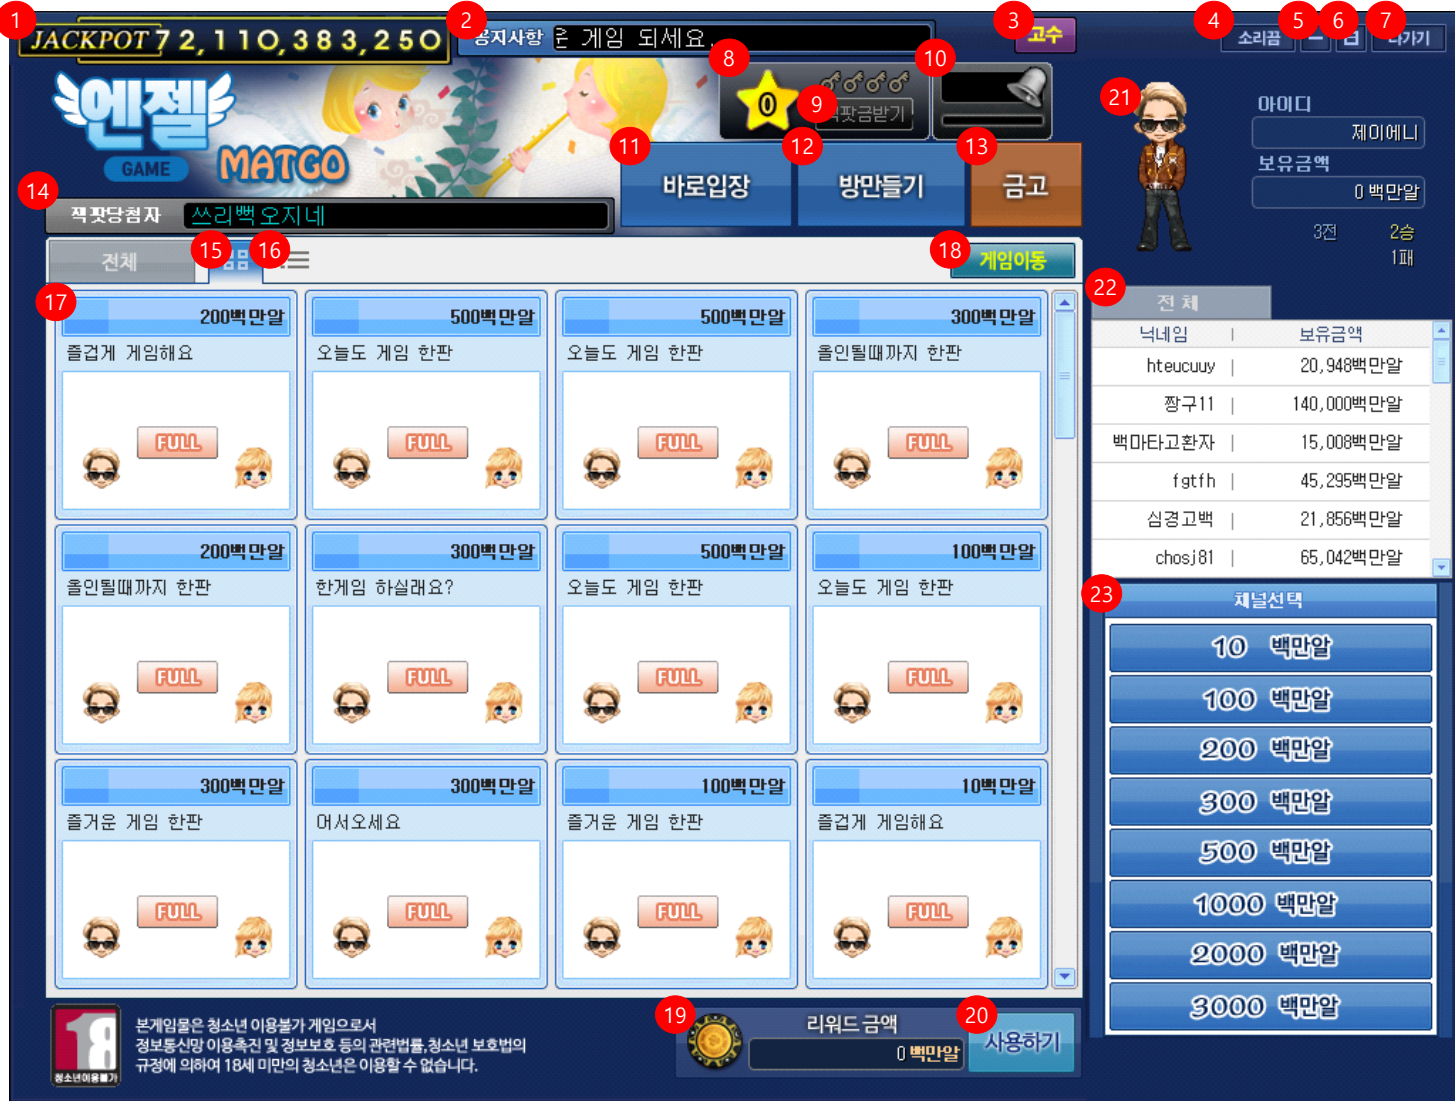 1
JACKPOT 72,110,383,250
2
공지사항
운 게임 되세요.
3
고수
4
소리끔
5
6
7
나가기
8
0
9
잭팟금받기
10
엔젤
GAME
MATGO
11
바로입장
12
방만들기
13
금고
14
잭팟당첨자
쓰리빽오지네
21
아이디
제이에니
보유금액
0 백만알
3전 2승
1패
전체
15
16
18
게임이동
17
200백만알
즐겁게 게임해요
FULL
500백만알
오늘도 게임 한판
FULL
500백만알
오늘도 게임 한판
FULL
300백만알
올인될때까지 한판
FULL
200백만알
올인될때까지 한판
FULL
300백만알
한게임 하실래요?
FULL
500백만알
오늘도 게임 한판
FULL
100백만알
오늘도 게임 한판
FULL
300백만알
즐거운 게임 한판
FULL
300백만알
어서오세요
FULL
100백만알
즐거운 게임 한판
FULL
10백만알
즐겁게 게임해요
FULL
22
전체
닉네임 | 보유금액
hteucuuy | 20,948백만알
짱구11 | 140,000백만알
백마타고환자 | 15,008백만알
fgtfh | 45,295백만알
심경고백 | 21,856백만알
chosj81 | 65,042백만알
23
채널선택
10 백만알
100 백만알
200 백만알
300 백만알
500 백만알
1000 백만알
2000 백만알
3000 백만알
18
청소년이용불가
본게임물은 청소년 이용불가 게임으로서
정보통신망 이용촉진 및 정보보호 등의 관련법률,청소년 보호법의
규정에 의하여 18세 미만의 청소년은 이용할 수 없습니다.
19
리워드 금액
0 백만알
20
사용하기